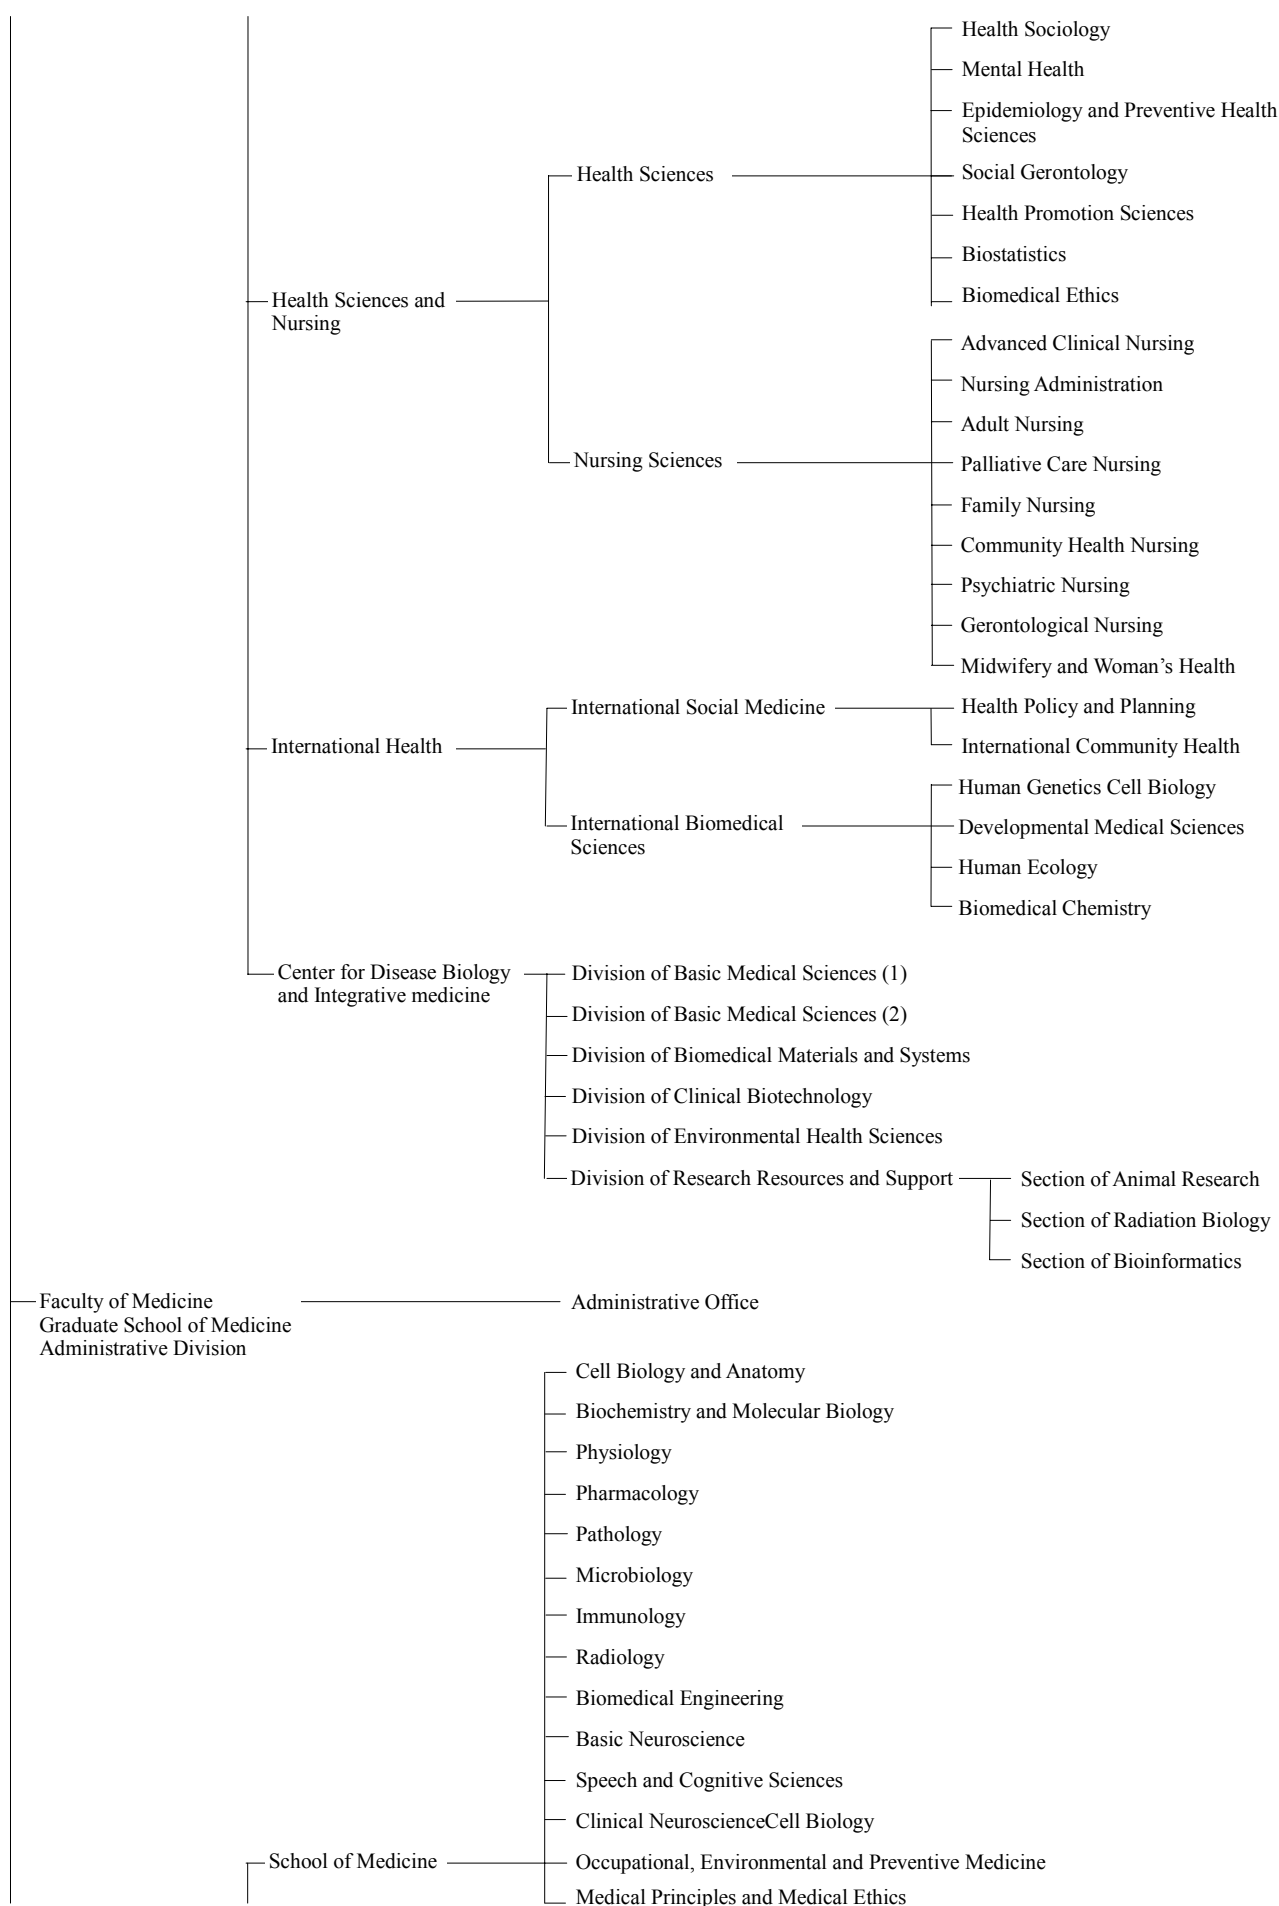 Health Sociology
Mental Health
Epidemiology and Preventive Health
Sciences
Health Sciences
Social Gerontology
Health Promotion Sciences
Biostatistics
Biomedical Ethics
Health Sciences and
Nursing
Advanced Clinical Nursing
Nursing Administration
Adult Nursing
Nursing Sciences
Palliative Care Nursing
Family Nursing
Community Health Nursing
Psychiatric Nursing
Gerontological Nursing
Midwifery and Woman’s Health
International Social Medicine
Health Policy and Planning
International Health
International Community Health
Human Genetics Cell Biology
International Biomedical
Sciences
Developmental Medical Sciences
Human Ecology
Biomedical Chemistry
Center for Disease Biology
and Integrative medicine
Division of Basic Medical Sciences (1)
Division of Basic Medical Sciences (2)
Division of Biomedical Materials and Systems
Division of Clinical Biotechnology
Division of Environmental Health Sciences
Division of Research Resources and Support
Section of Animal Research
Section of Radiation Biology
Section of Bioinformatics
Faculty of Medicine
Graduate School of Medicine
Administrative Division
Administrative Office
Cell Biology and Anatomy
Biochemistry and Molecular Biology
Physiology
Pharmacology
Pathology
Microbiology
Immunology
Radiology
Biomedical Engineering
Basic Neuroscience
Speech and Cognitive Sciences
Clinical NeuroscienceCell Biology
School of Medicine
Occupational, Environmental and Preventive Medicine
Medical Principles and Medical Ethics